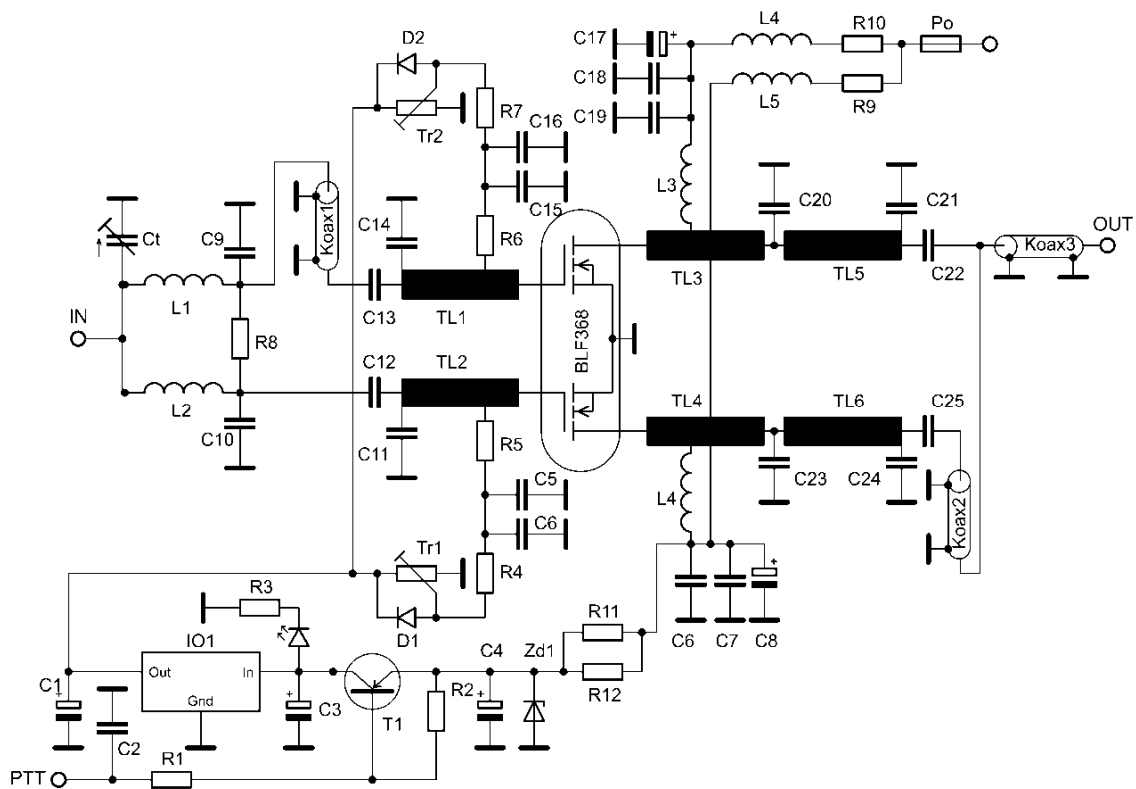 D2
C17
L4
R10
Po
C18
L5
R9
C19
R7
Tr2
C16
Ct
C9
Koax1
C14
C15
R6
L3
C20
C21
OUT
L1
C13
TL1
TL3
TL5
C22
Koax3
IN
R8
BLF368
C12
TL2
L2
C10
C11
R5
TL4
TL6
C25
C5
C6
L4
C23
C24
Koax2
Tr1
R4
R3
D1
R11
C6
C7
C8
IO1
Out
In
Gnd
C4
Zd1
R12
C1
C2
C3
T1
R2
R1
PTT